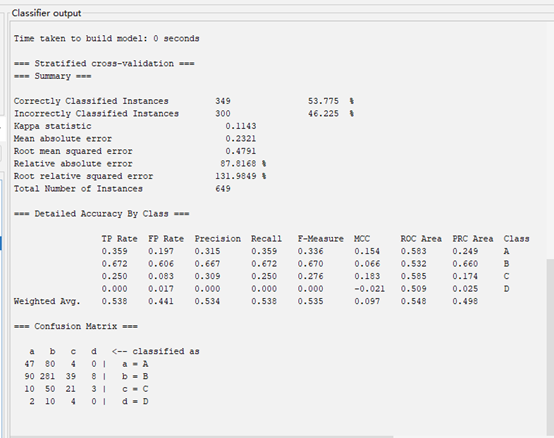 Classifier output
Time taken to build model: 0 seconds
=== Stratified cross-validation ===
=== Summary ===
Correctly Classified Instances 349 53.775 %
Incorrectly Classified Instances 300 46.225 %
Kappa statistic 0.1143
Mean absolute error 0.2321
Root mean squared error 0.4791
Relative absolute error 87.8168 %
Root relative squared error 131.9849 %
Total Number of Instances 649
=== Detailed Accuracy By Class ===
TP Rate FP Rate Precision Recall F-Measure MCC ROC Area PRC Area Class
0.359 0.197 0.315 0.359 0.336 0.154 0.583 0.249 A
0.672 0.606 0.667 0.672 0.670 0.066 0.532 0.660 B
0.250 0.083 0.309 0.250 0.276 0.183 0.585 0.174 C
0.000 0.017 0.000 0.000 0.000 -0.021 0.509 0.025 D
Weighted Avg. 0.538 0.441 0.534 0.538 0.535 0.097 0.548 0.498
=== Confusion Matrix ===
a b c d <-- classified as
47 80 4 0 | a = A
90 281 39 8 | b = B
10 50 21 3 | c = C
2 10 4 0 | d = D